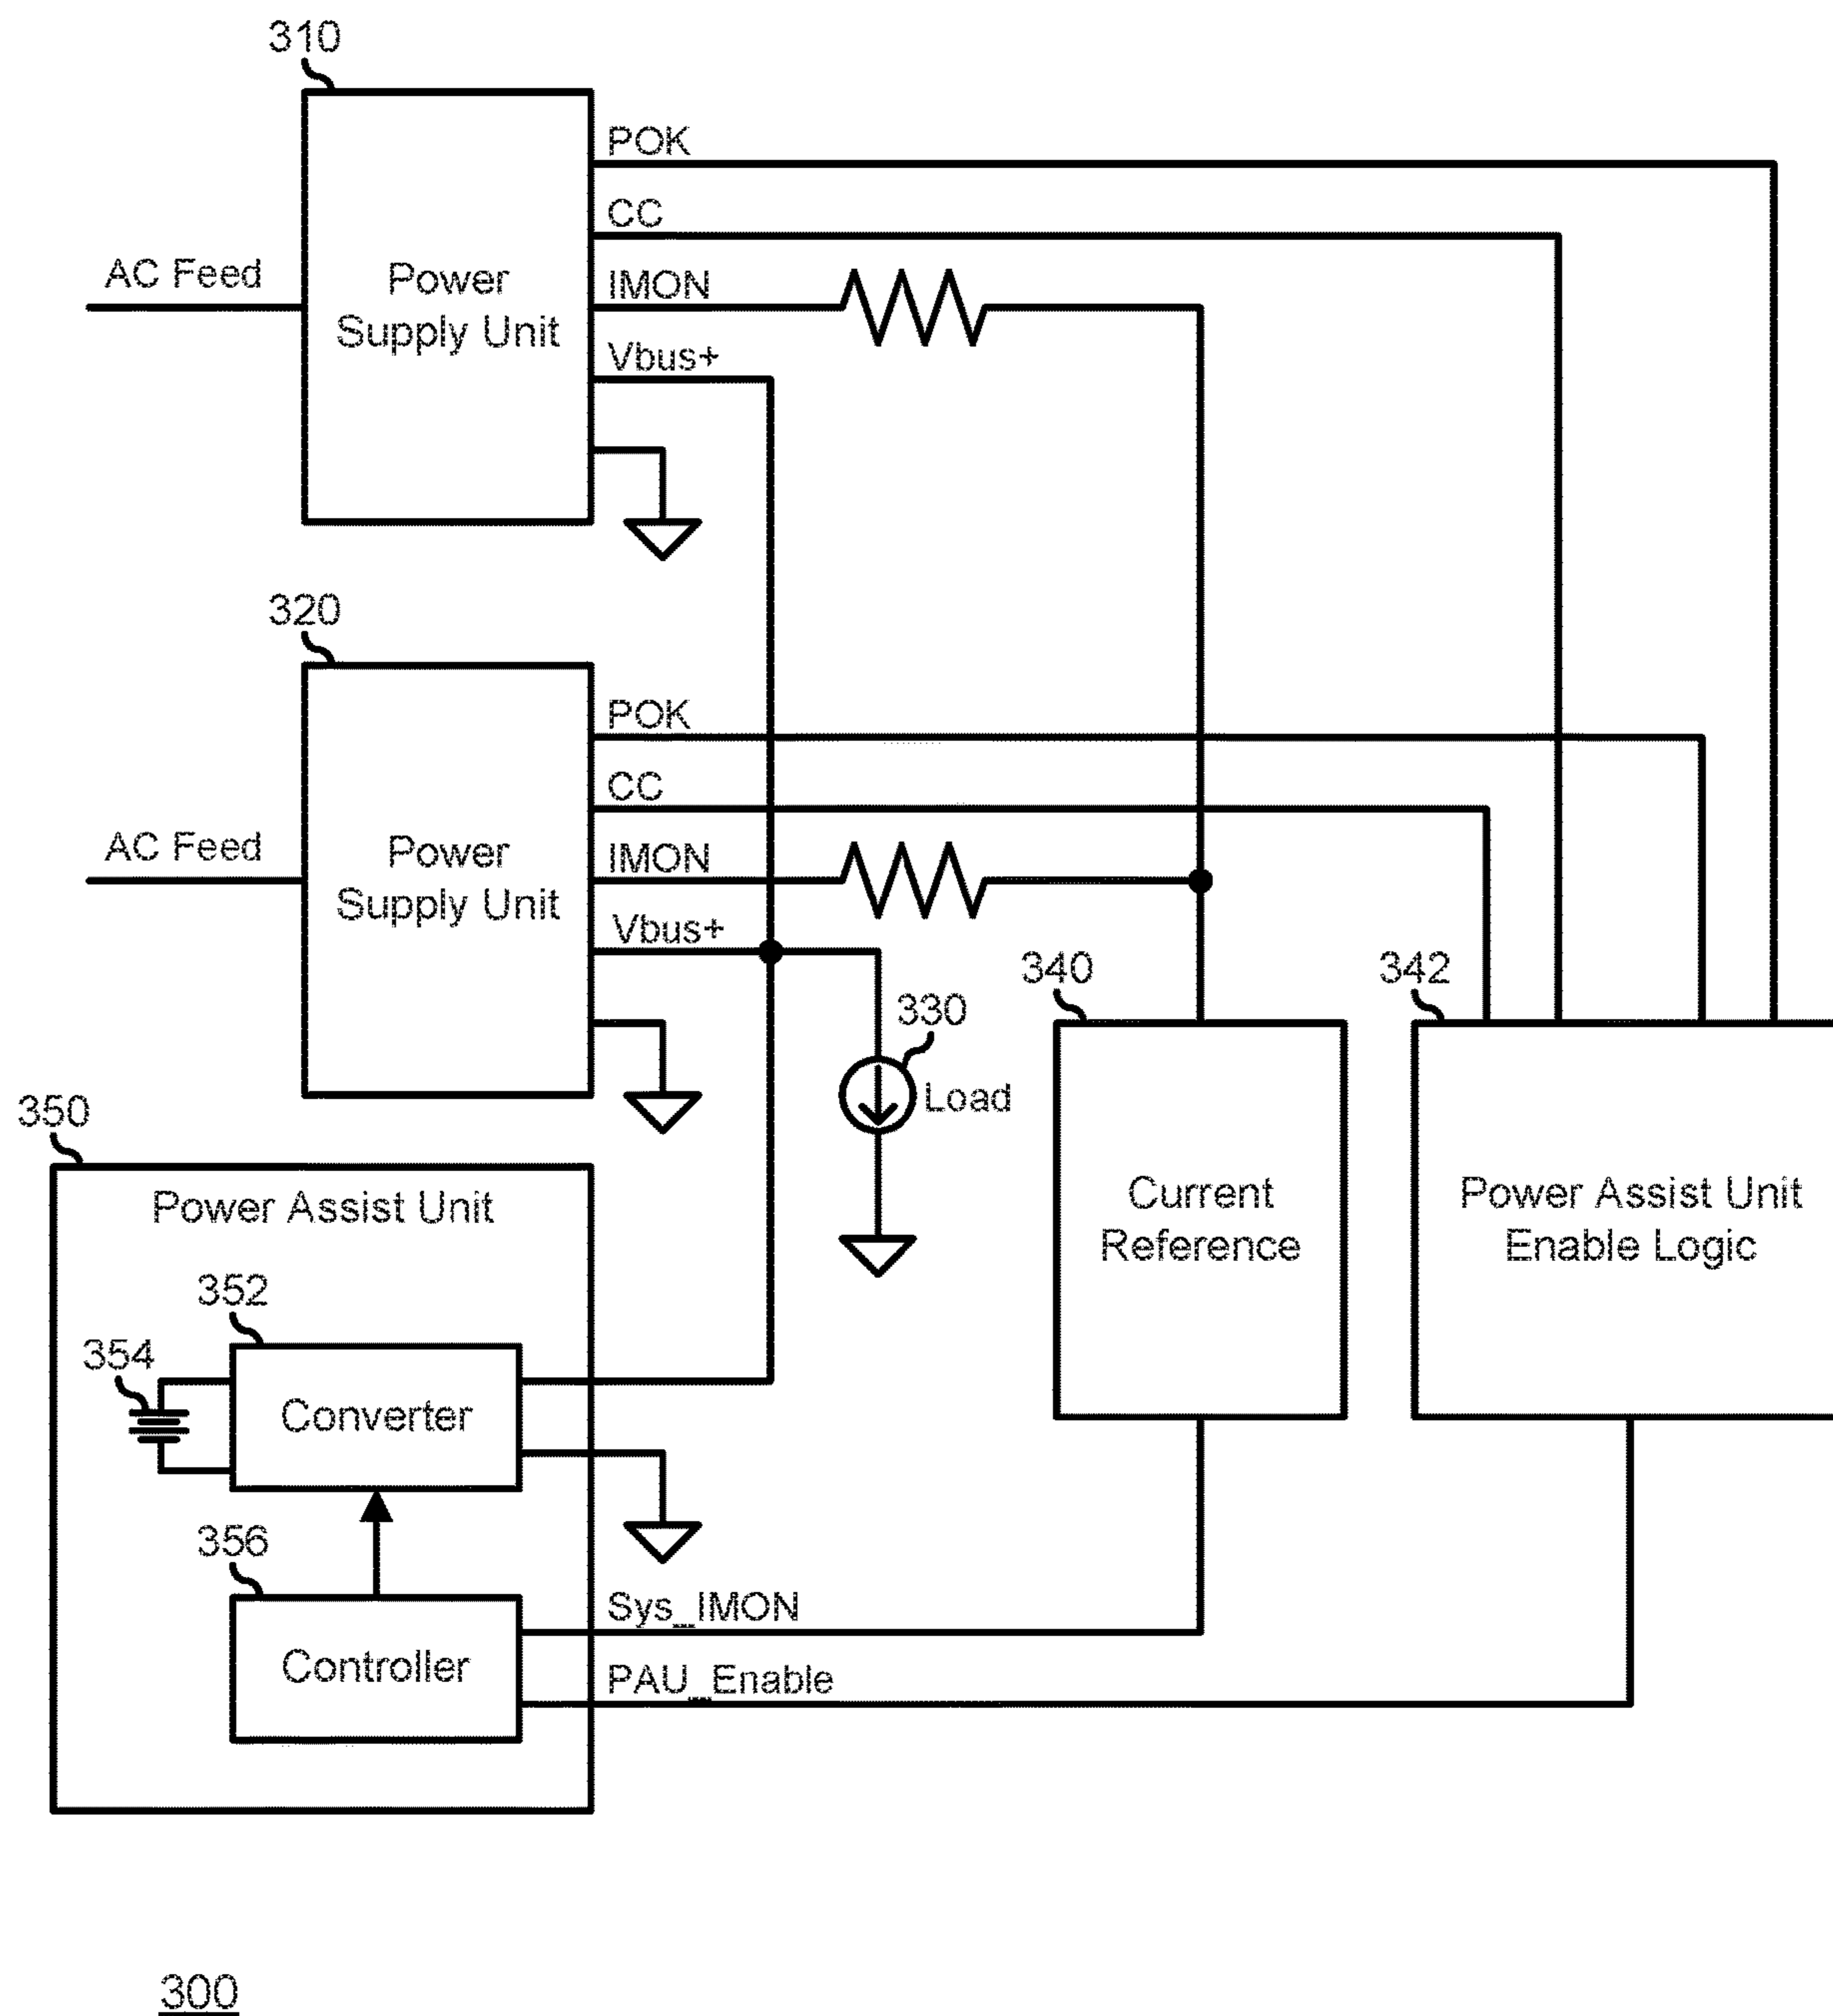 310
POK
CC
AC Feed
IMON
Power
Supply Unit
Vbus+
320
POK
CC
AC Feed
IMON
Power
Supply Unit
Vbus+
340
342
330
Load
350
Power Assist Unit
Current
Reference
Power Assist Unit
Enable Logic
352
354
Converter
356
Sys_IMON
Controller
PAU_Enable
300